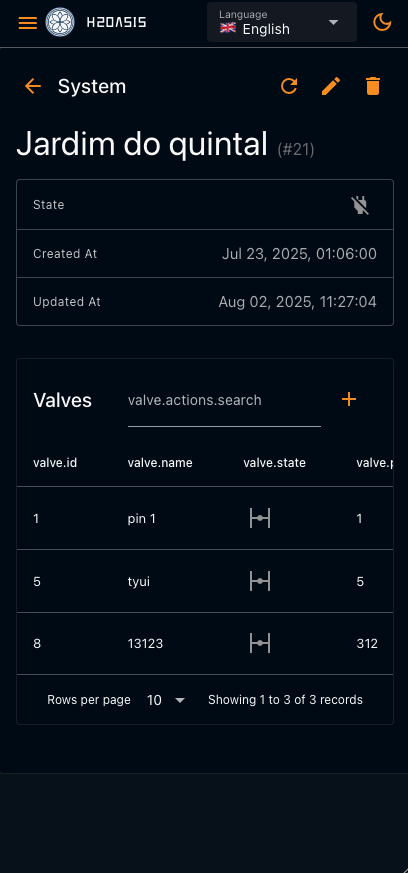 Language
H2OASIS
English
System
Jardim do quintal (#21)
State
Created At Jul 23, 2025, 01:06:00
Updated At Aug 02, 2025, 11:27:04
Valves valve.actions.search
valve.id valve.name valve.state valve.p
1 pin 1 1
5 tyui 5
8 13123 312
Rows per page 10 Showing 1 to 3 of 3 records